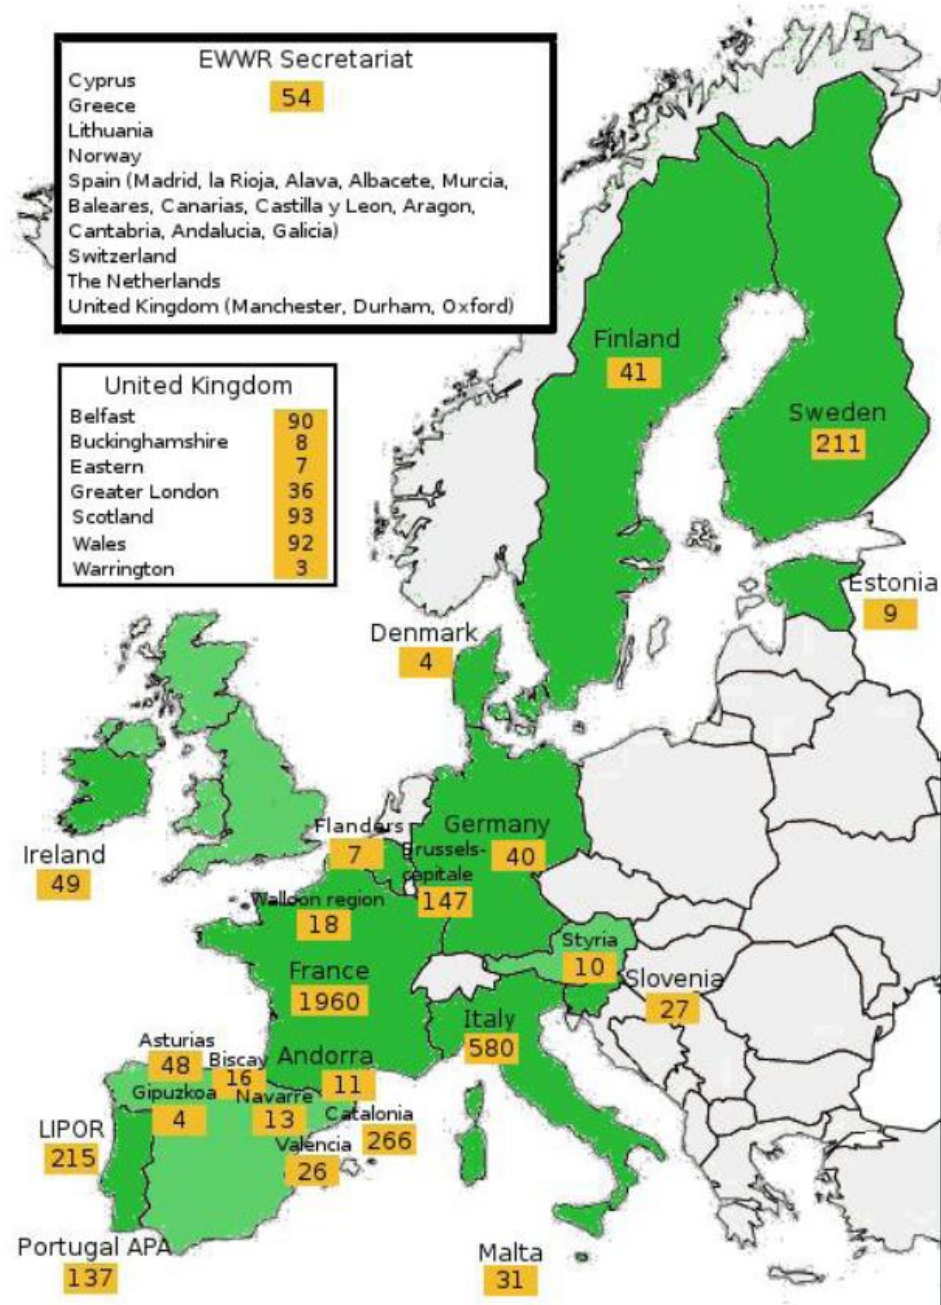 EWWR Secretariat
54
Cyprus
Greece
Lithuania
Norway
Spain (Madrid, la Rioja, Alava, Albacete, Murcia,
Baleares, Canarias, Castilla y Leon, Aragon,
Cantabria, Andalucia, Galicia)
Switzerland
The Netherlands
United Kingdom (Manchester, Durham, Oxford)
United Kingdom
Belfast 90
Buckinghamshire 8
Eastern 7
Greater London 36
Scotland 93
Wales 92
Warrington 3
Finland
41
Sweden
211
Estonia
9
Denmark
4
Ireland
49
Flanders
7
Germany
40
Brussels-
capitale
147
Walloon region
18
France
1960
Styria
10
Slovenia
27
Italy
580
Asturias
48
Biscay
16
Andorra
11
Gipuzkoa
4
Navarre
13
Catalonia
266
Valencia
26
LIPOR
215
Portugal APA
137
Malta
31